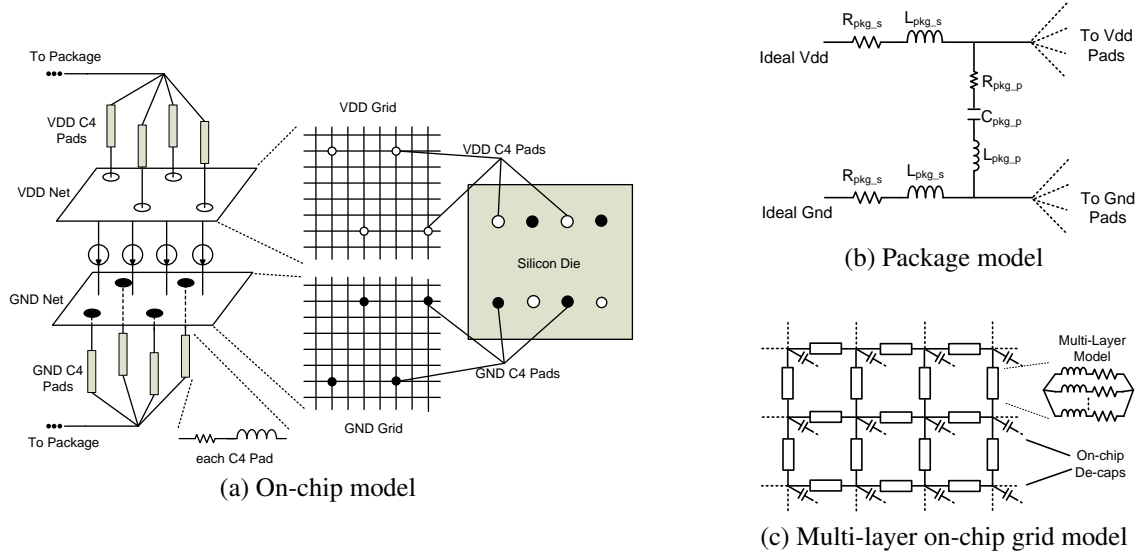 To Package
VDD C4
Pads
VDD Net
GND Net
GND C4
Pads
To Package
each C4 Pad
VDD Grid
GND Grid
VDD C4 Pads
Silicon Die
GND C4 Pads
(a) On-chip model
Rpkg_s
Lpkg_s
Ideal Vdd
To Vdd
Pads
Rpkg_p
Cpkg_p
Lpkg_p
Rpkg_s
Lpkg_s
Ideal Gnd
To Gnd
Pads
(b) Package model
Multi-Layer
Model
On-chip
De-caps
(c) Multi-layer on-chip grid model